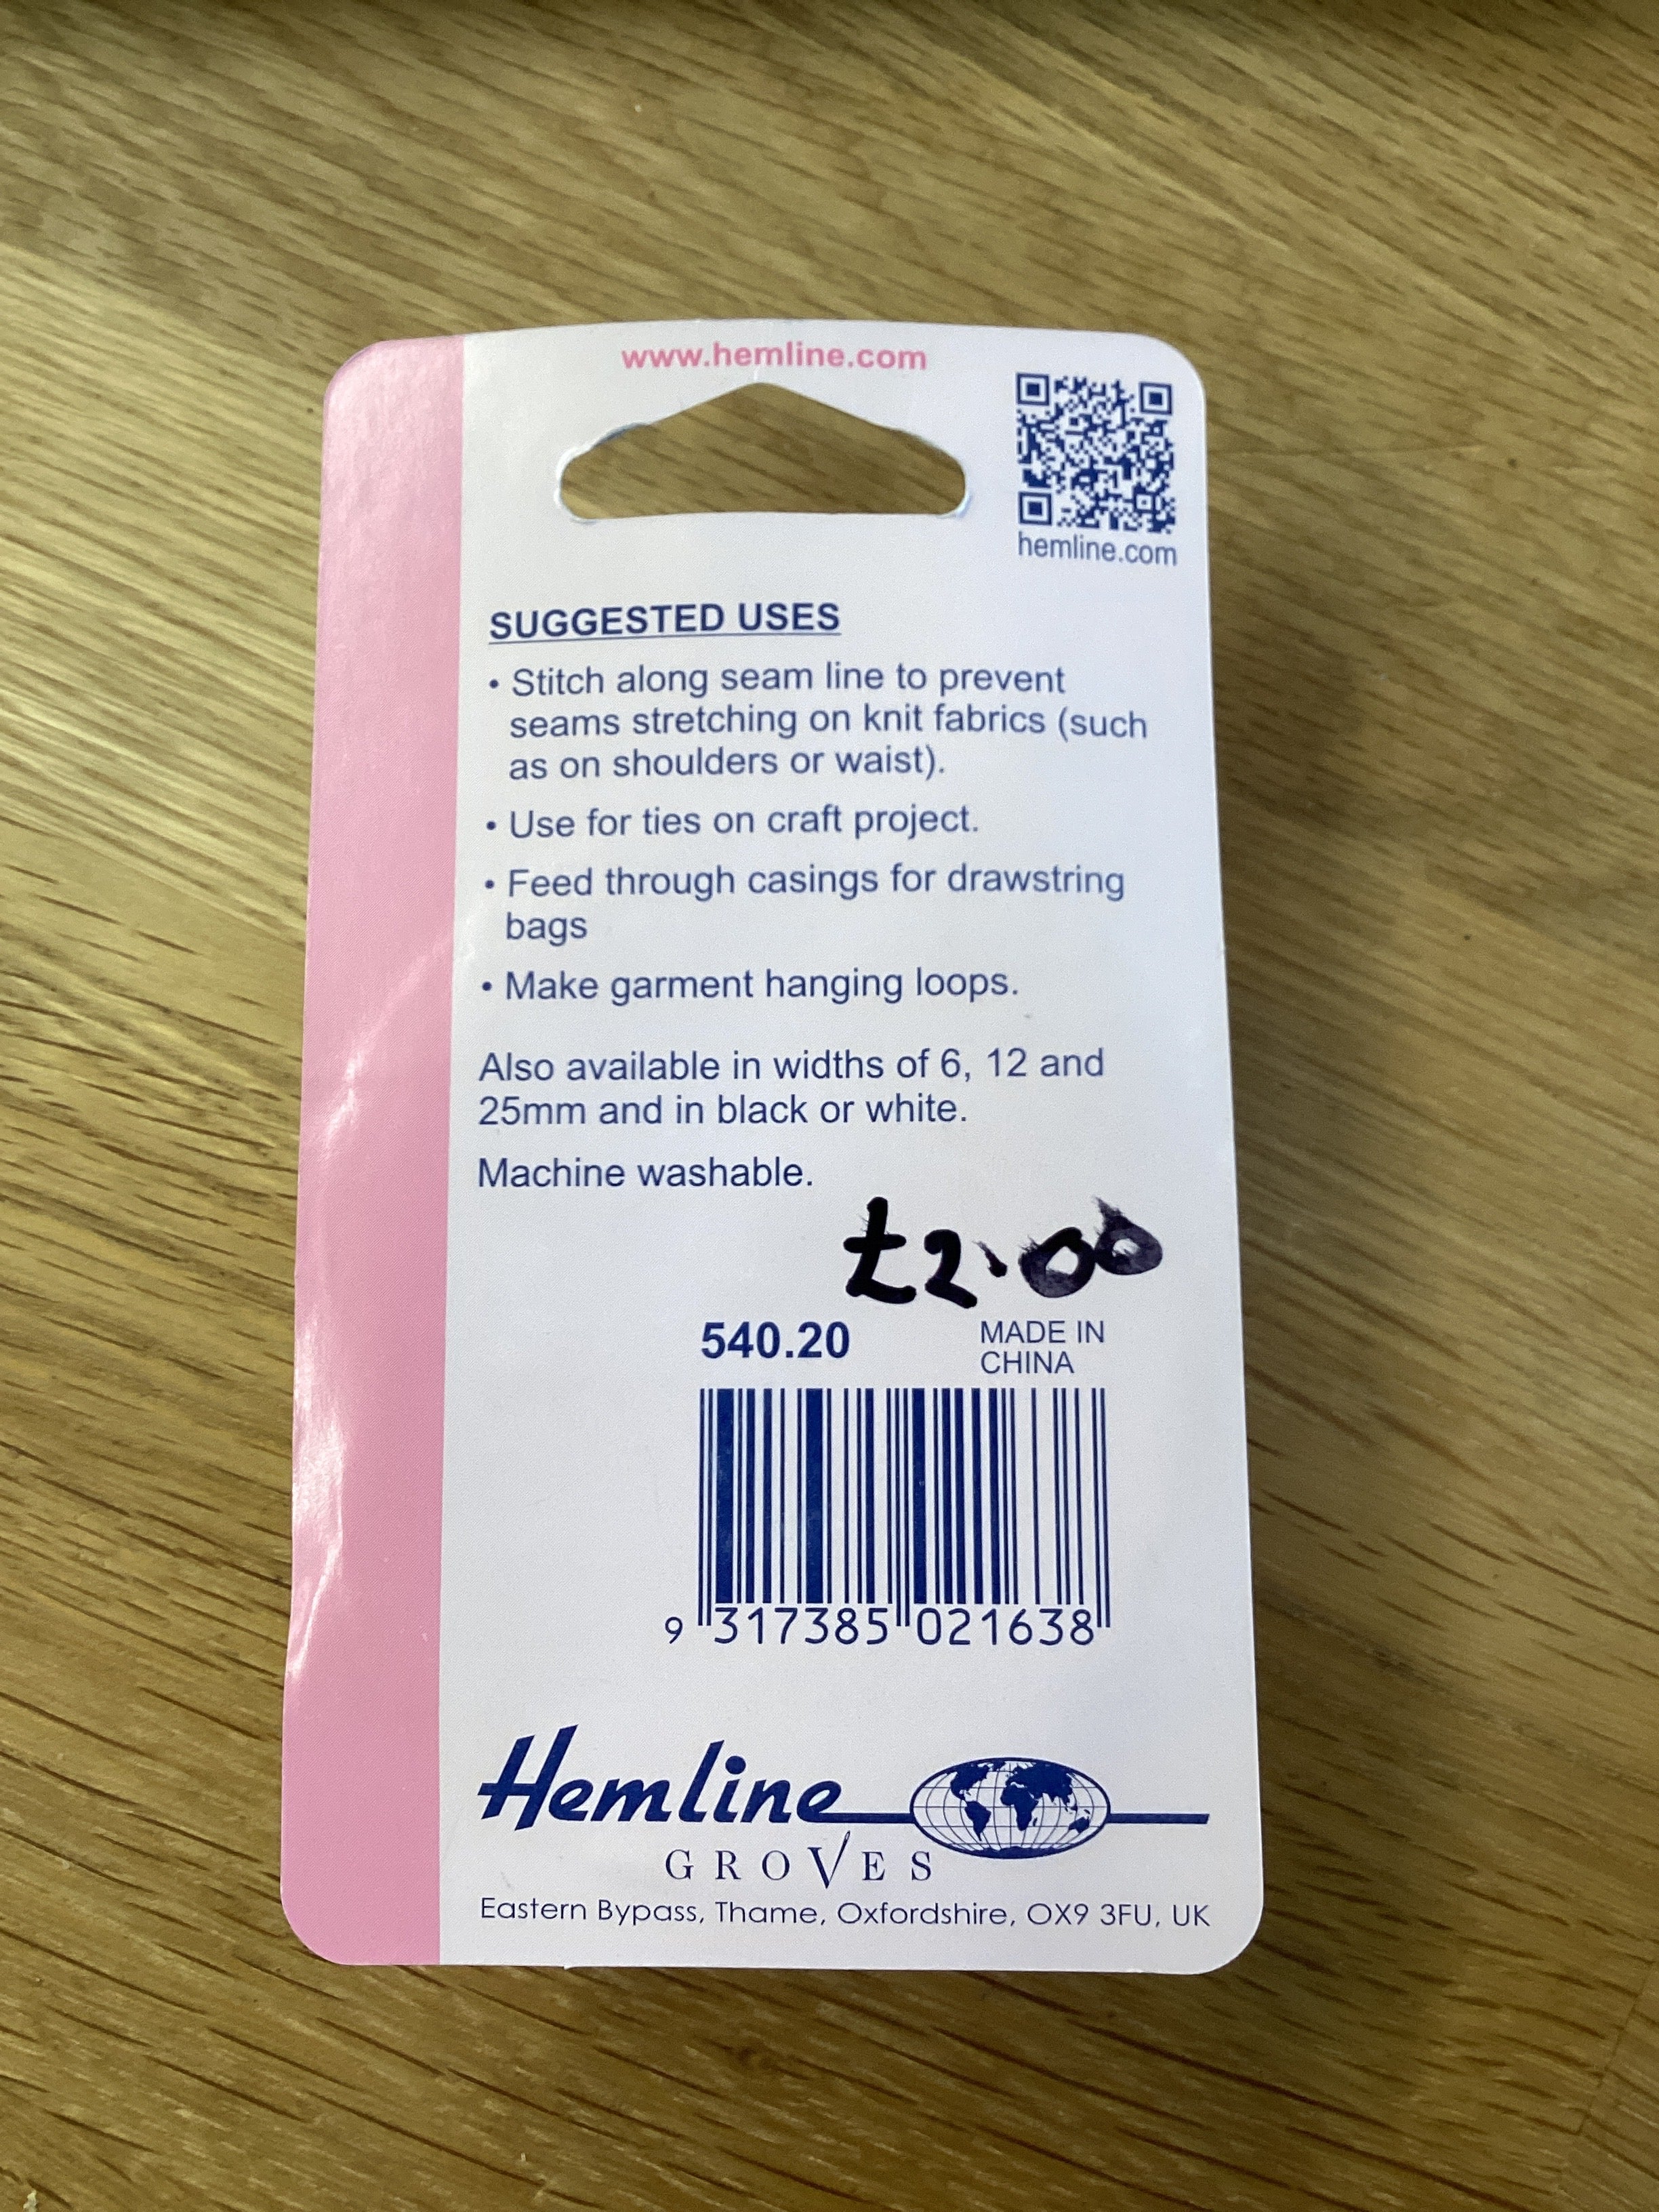 www.hemline.com
hemline.com
SUGGESTED USES
• Stitch along seam line to prevent
seams stretching on knit fabrics (such
as on shoulders or waist).
• Use for ties on craft project.
• Feed through casings for drawstring
bags
• Make garment hanging loops.
Also available in widths of 6, 12 and
25mm and in black or white.
Machine washable.
£2.00
540.20
MADE IN
CHINA
9 317385 021638
Hemline
GROVES
Eastern Bypass, Thame, Oxfordshire, OX9 3FU, UK